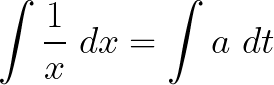 ∫ 1/x dx = ∫ a dt